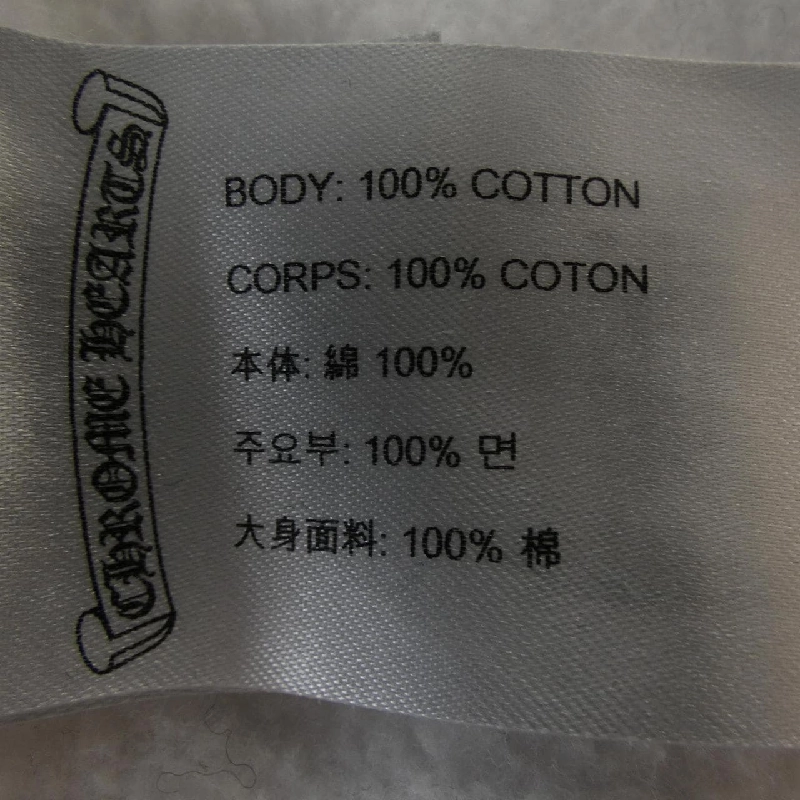 CHROME HEARTS
BODY: 100% COTTON
CORPS: 100% COTON
本体: 綿 100%
주요부: 100% 면
大身面料: 100% 棉